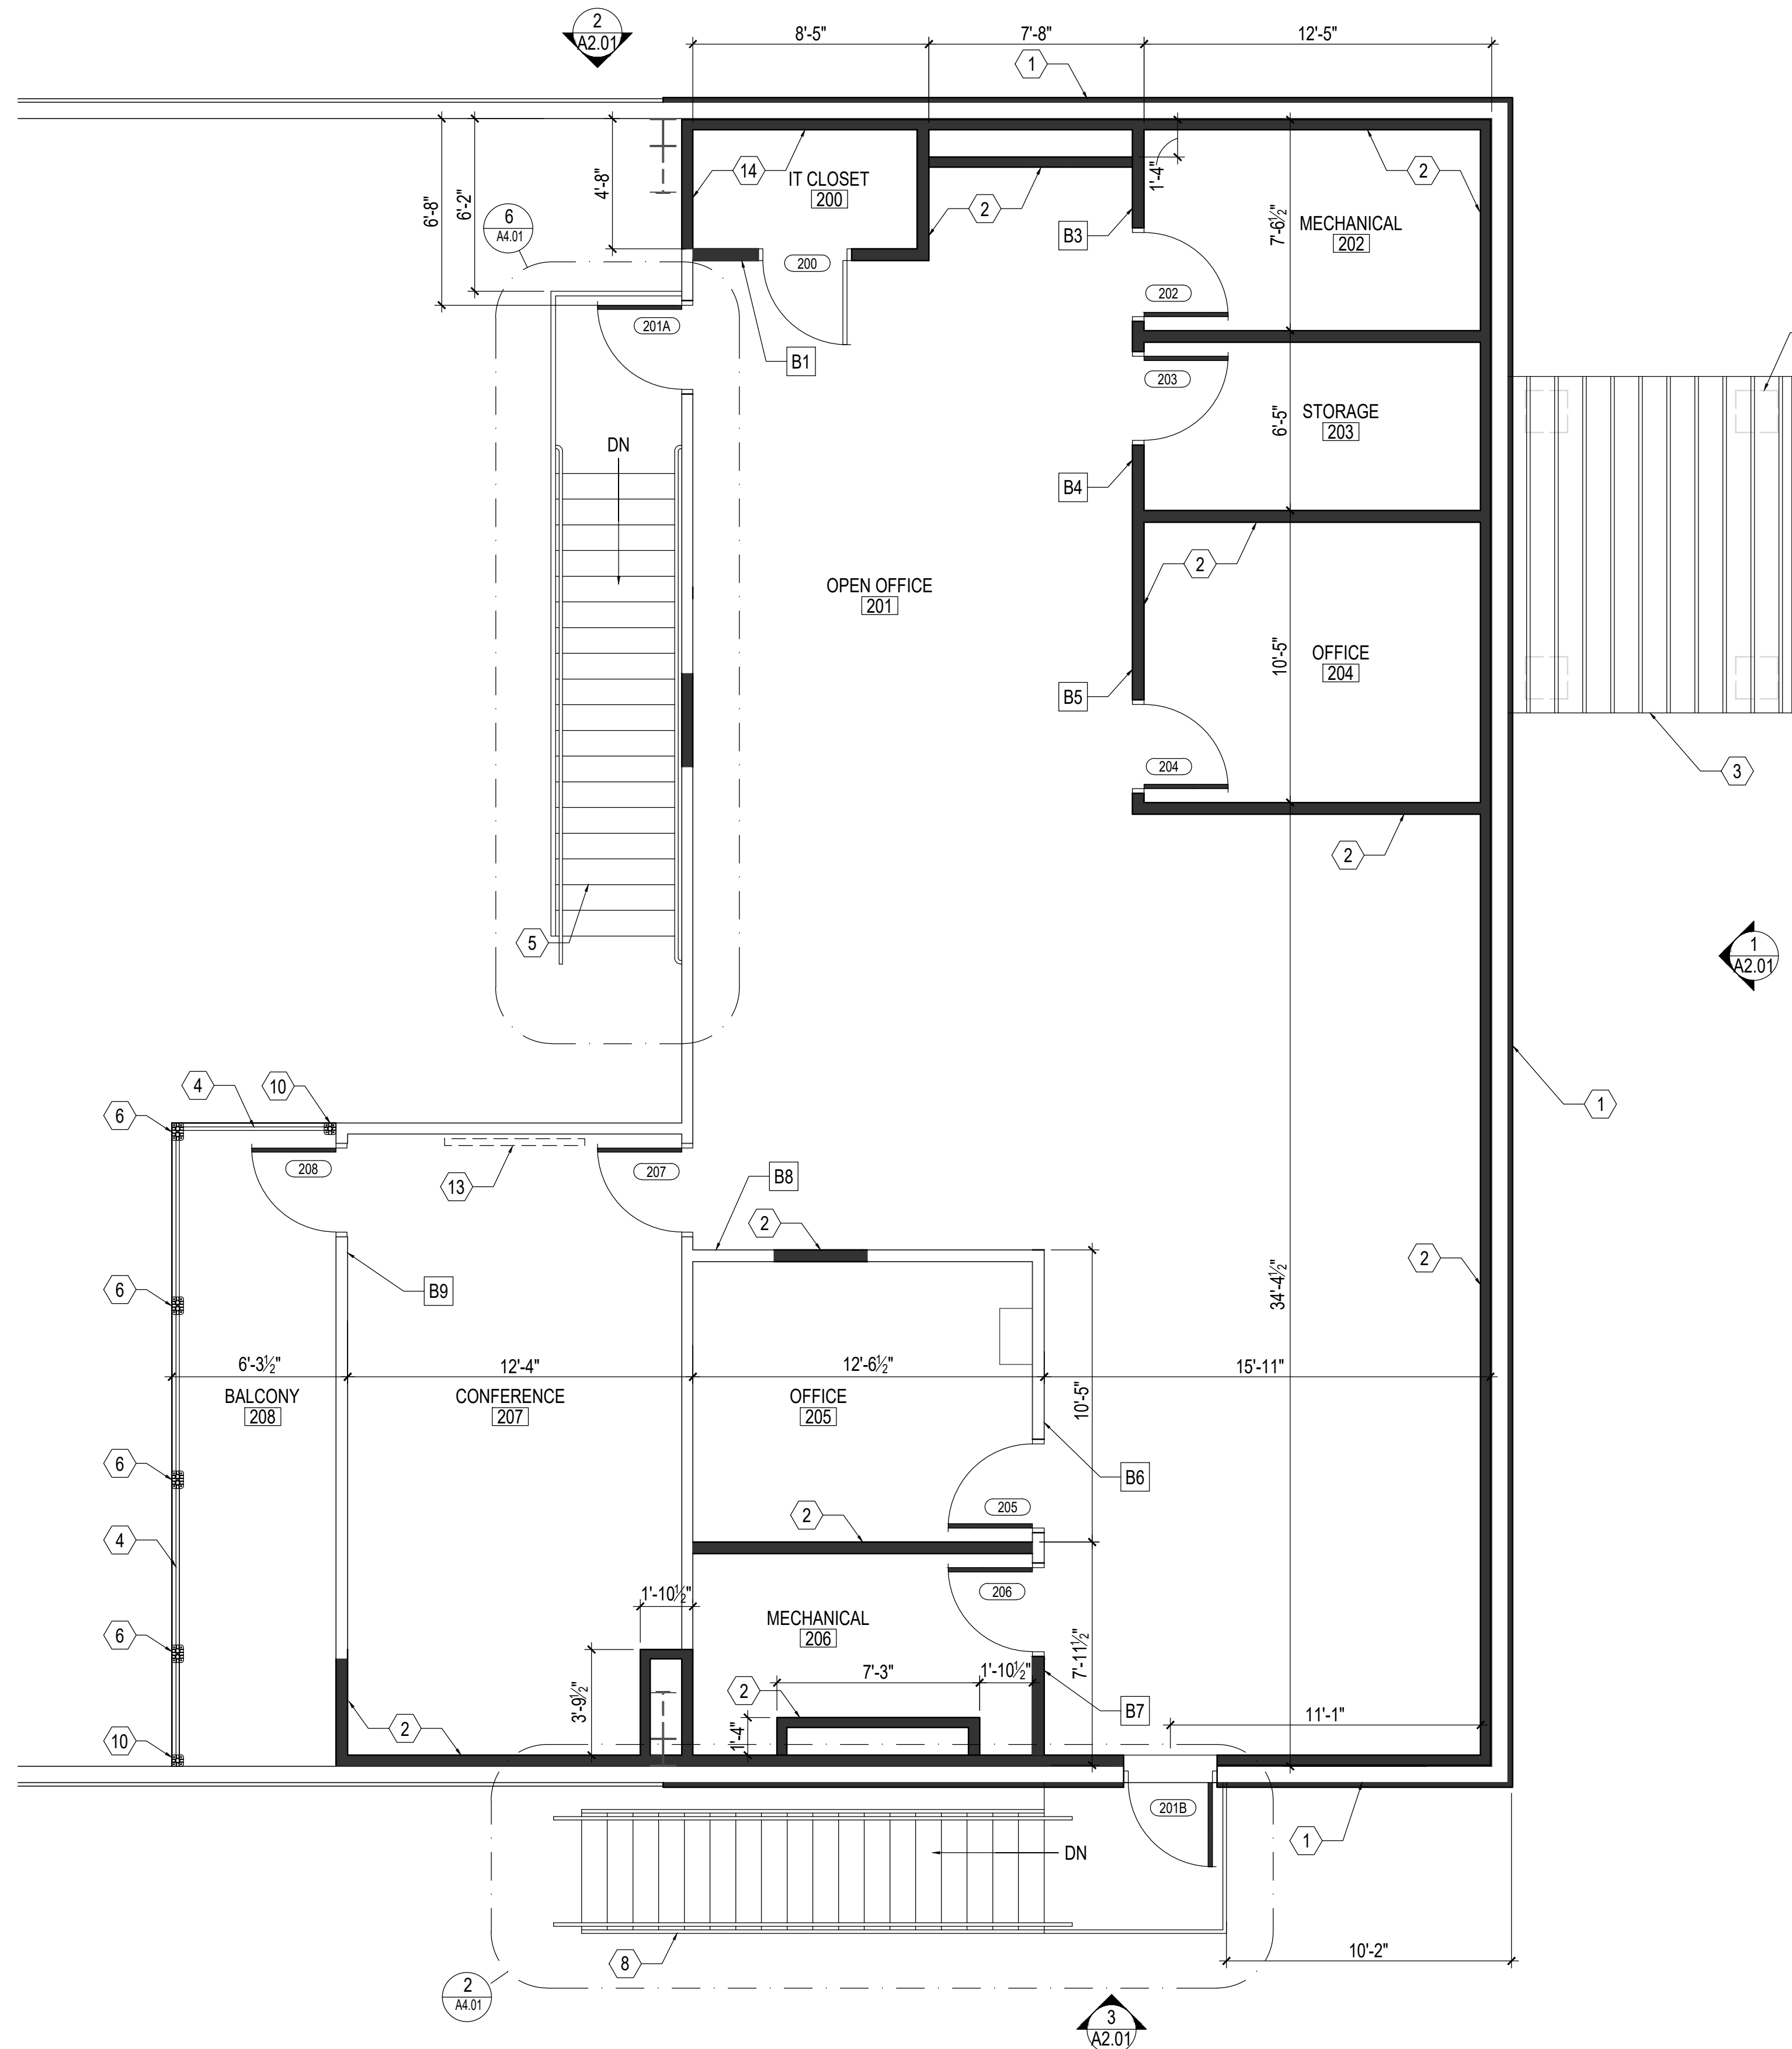 2
A2.01
8'-5"
7'-8"
12'-5"
1
6'-8"
6'-2"
4'-8"
14
IT CLOSET
200
2
1'-4"
2
MECHANICAL
202
7'-6½"
6
A4.01
B3
200
202
201A
B1
203
STORAGE
203
6'-5"
DN
B4
2
OPEN OFFICE
201
OFFICE
204
10'-5"
B5
204
3
2
5
1
A2.01
4
10
6
1
208
207
13
B8
2
2
6
B9
34'-4½"
6'-3½"
12'-4"
12'-6½"
15'-11"
BALCONY
208
CONFERENCE
207
OFFICE
205
10'-5"
6
B6
205
4
2
1'-10½"
206
6
MECHANICAL
206
7'-11½"
7'-3"
1'-10½"
3'-9½"
2
B7
2
1'-4"
11'-1"
10
201B
1
DN
8
10'-2"
2
A4.01
3
A2.01